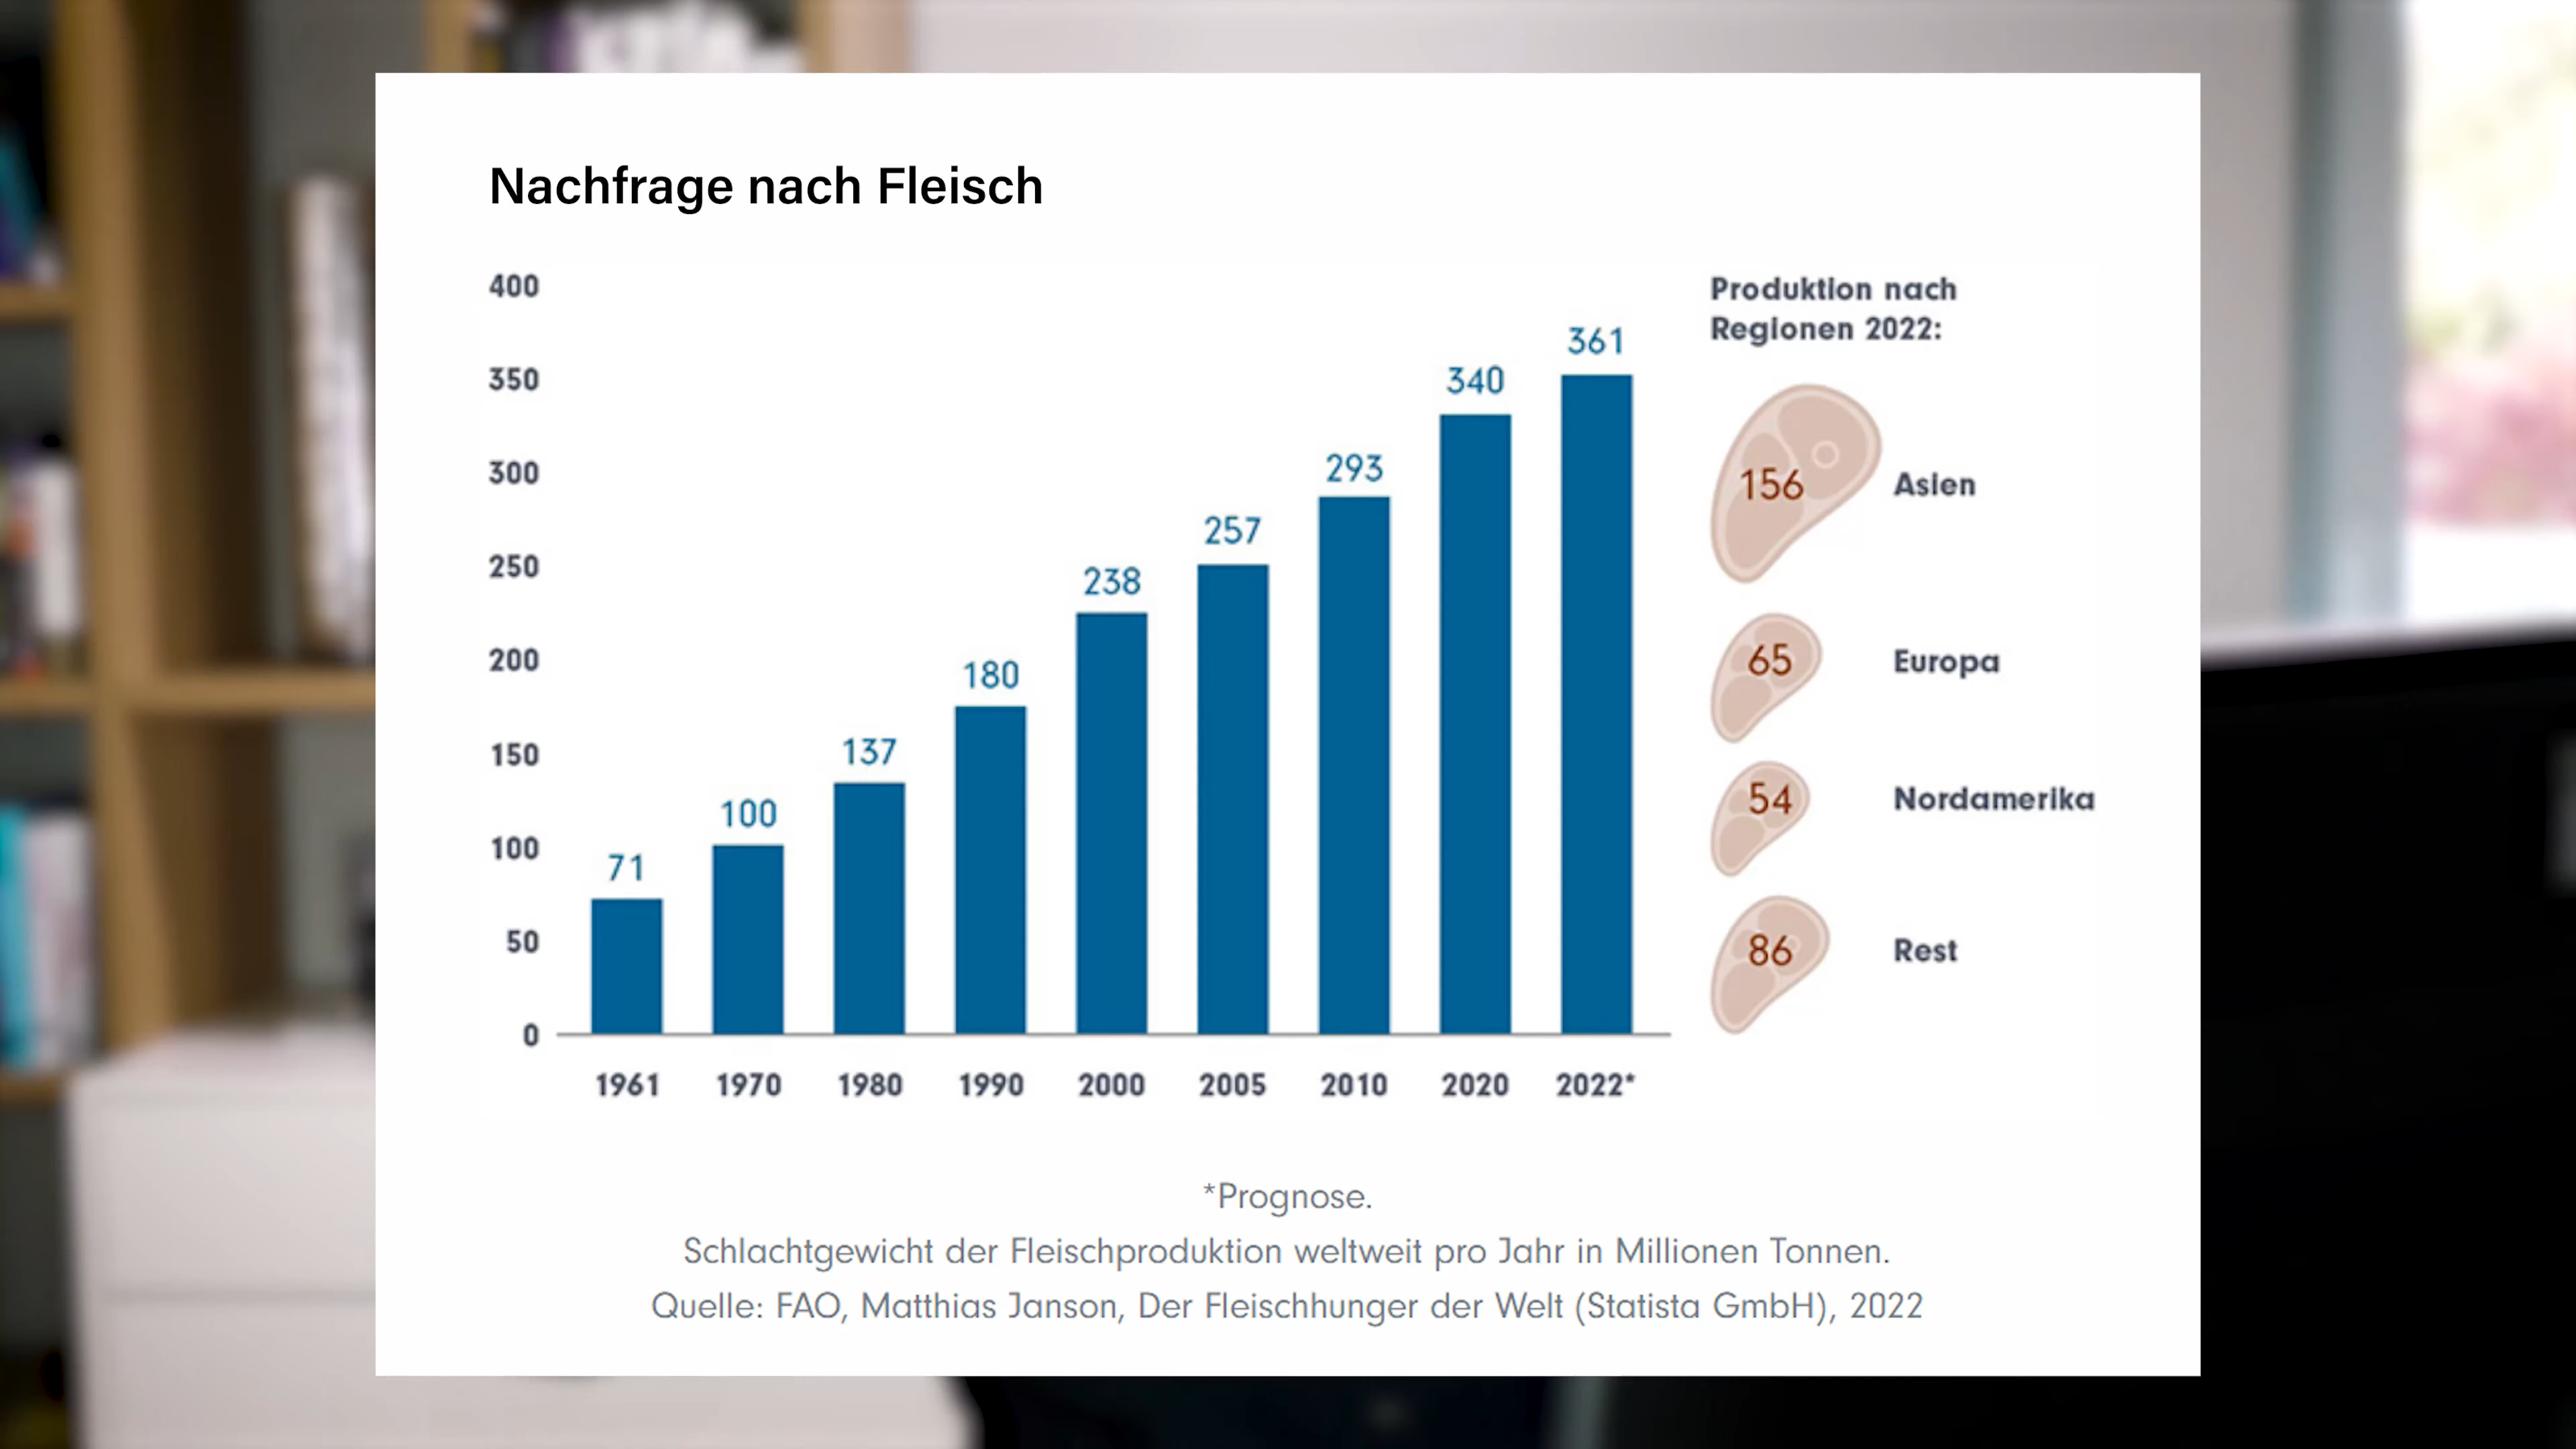 Nachfrage nach Fleisch
400
350
300
250
200
150
100
50
0
71
100
137
180
238
257
293
340
361
1961
1970
1980
1990
2000
2005
2010
2020
2022*
Produktion nach
Regionen 2022:
156 Asien
65 Europa
54 Nordamerika
86 Rest
*Prognose.
Schlachtgewicht der Fleischproduktion weltweit pro Jahr in Millionen Tonnen.
Quelle: FAO, Matthias Janson, Der Fleischhunger der Welt (Statista GmbH), 2022